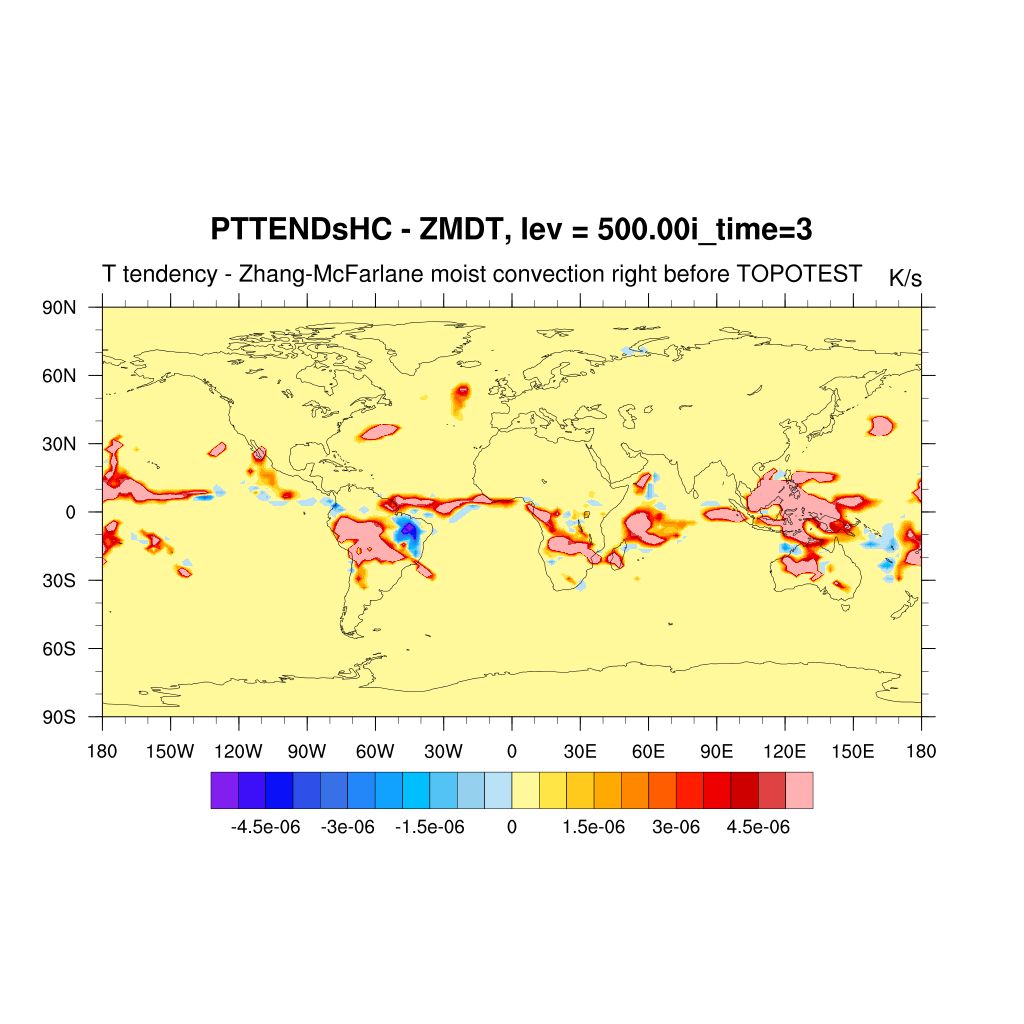 PTTENDsHC - ZMDT, lev = 500.00i_time=3
T tendency - Zhang-McFarlane moist convection right before TOPOTEST K/s
90N
60N
30N
0
30S
60S
90S
180 150W 120W 90W 60W 30W 0 30E 60E 90E 120E 150E 180
-4.5e-06 -3e-06 -1.5e-06 0 1.5e-06 3e-06 4.5e-06